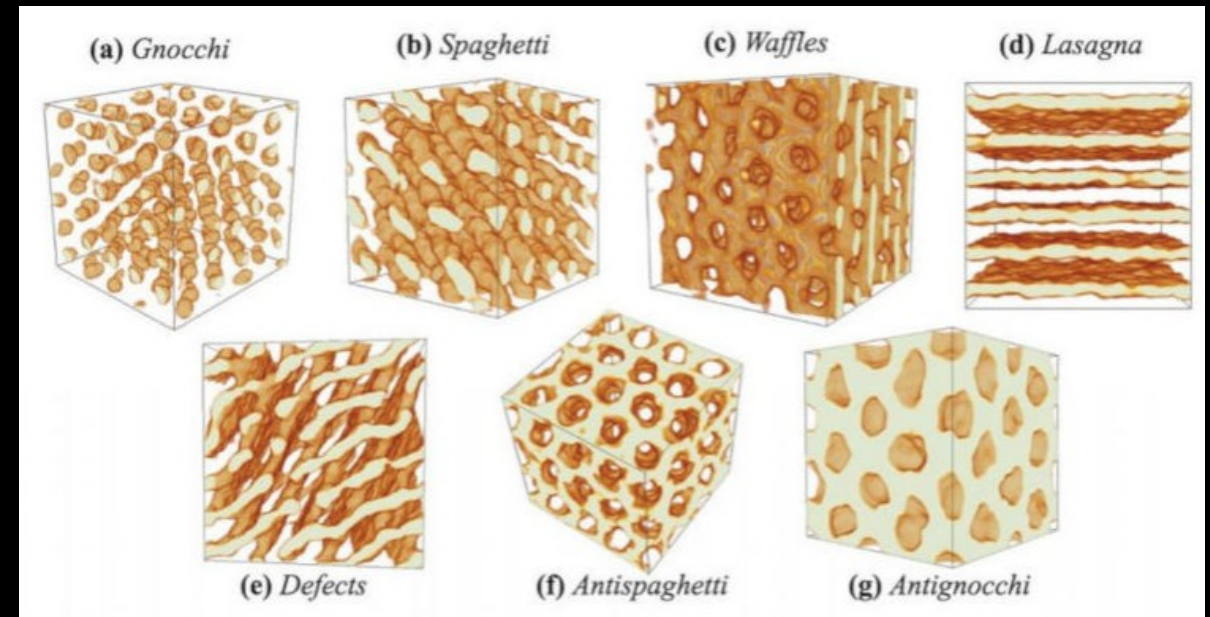 (a) Gnocchi
(b) Spaghetti
(c) Waffles
(d) Lasagna
(e) Defects
(f) Antispaghetti
(g) Antignocchi